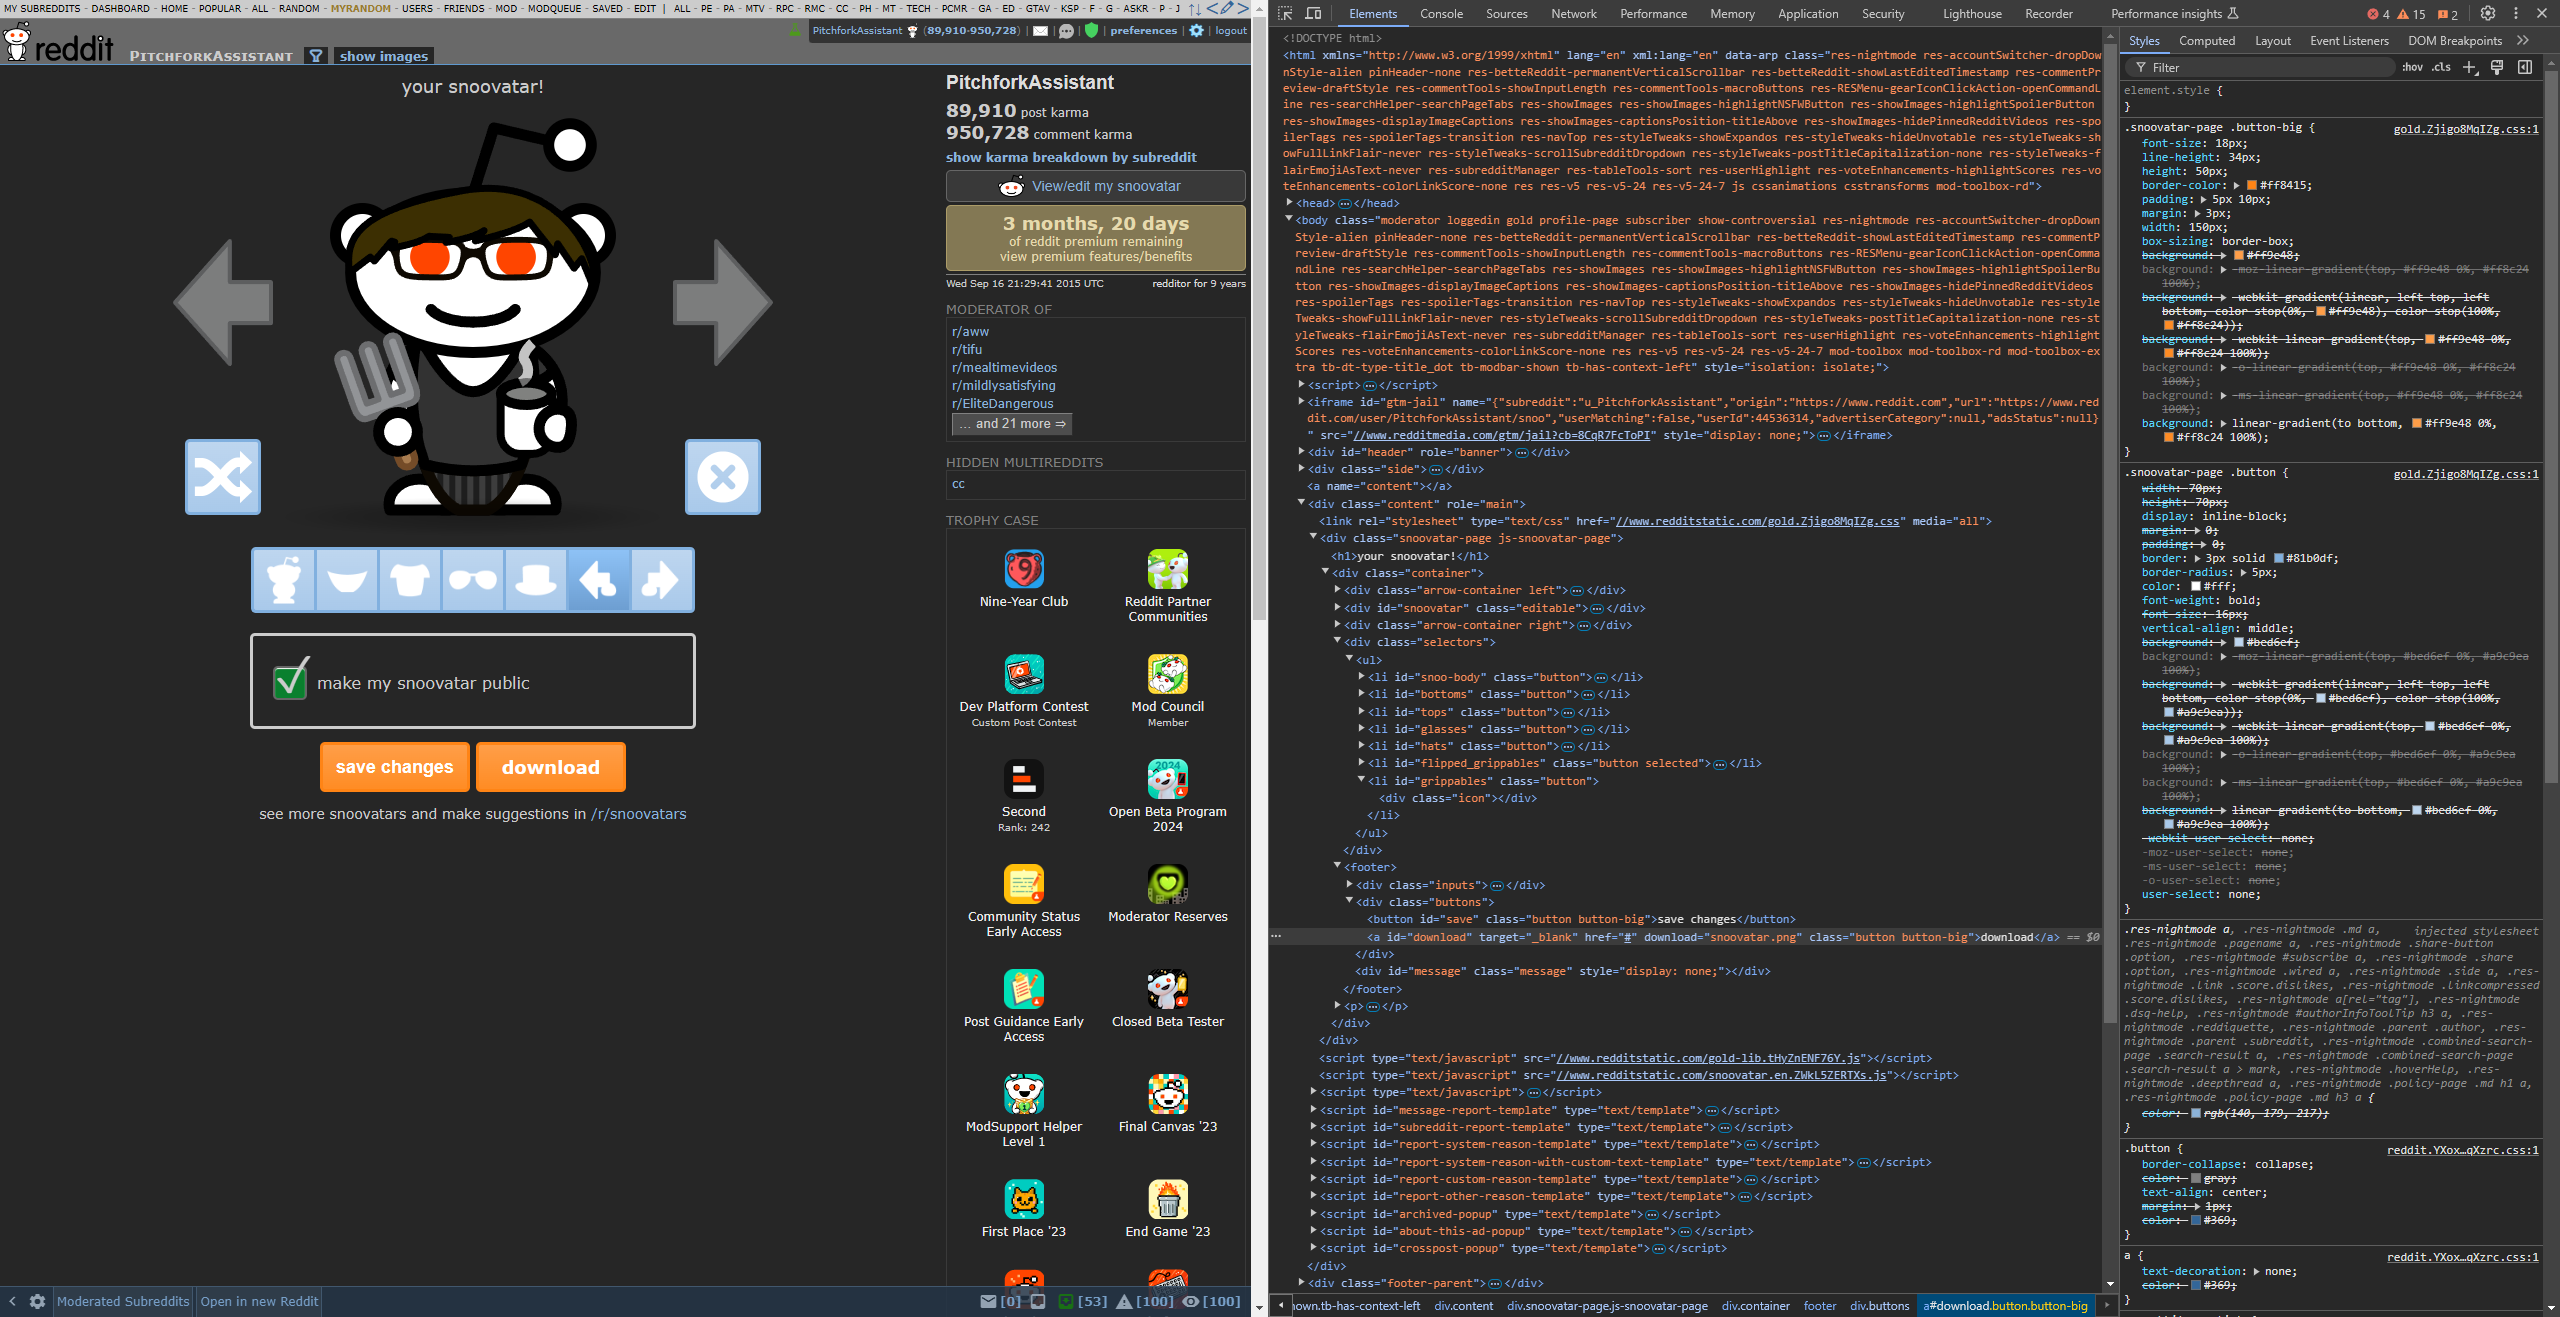 MY SUBREDDITS - DASHBOARD - HOME - POPULAR - ALL - RANDOM - MYRANDOM - USERS - FRIENDS - MOD - MODQUEUE - SAVED - EDIT | ALL - PE - PA - MTV - RPC - RMC - CC - PH - MT - TECH - PCMR - GA - ED - GTAV - KSP - F - G - ASKR - P - J
reddit PITCHFORKASSISTANT show images
PitchforkAssistant (89,910·950,728) | preferences | logout
your snoovatar!
make my snoovatar public
save changes
download
see more snoovatars and make suggestions in /r/snoovatars
PitchforkAssistant
89,910 post karma
950,728 comment karma
show karma breakdown by subreddit
View/edit my snoovatar
3 months, 20 days
of reddit premium remaining
view premium features/benefits
Wed Sep 16 21:29:41 2015 UTC redditor for 9 years
MODERATOR OF
r/aww
r/tifu
r/mealtimevideos
r/mildlysatisfying
r/EliteDangerous
... and 21 more ⇒
HIDDEN MULTIREDDITS
cc
TROPHY CASE
Nine-Year Club
Reddit Partner
Communities
Dev Platform Contest
Custom Post Contest
Mod Council
Member
Second
Rank: 242
Open Beta Program
2024
Community Status
Early Access
Moderator Reserves
Post Guidance Early
Access
Closed Beta Tester
ModSupport Helper
Level 1
Final Canvas '23
First Place '23
End Game '23
Moderated Subreddits
Open in new Reddit
[0] [53] [100] [100]
Elements Console Sources Network Performance Memory Application Security Lighthouse Recorder Performance insights 4 15 2
<!DOCTYPE html>
<html xmlns="http://www.w3.org/1999/xhtml" lang="en" xml:lang="en" data-arp class="res-nightmode res-accountSwitcher-dropDow
nStyle-alien pinHeader-none res-betteReddit-permanentVerticalScrollbar res-betteReddit-showLastEditedTimestamp res-commentPre
view-draftStyle res-commentTools-showInputLength res-commentTools-macroButtons res-RESMenu-gearIconClickAction-openCommandL
ine res-searchHelper-searchPageTabs res-showImages res-showImages-highlightNSFWButton res-showImages-highlightSpoilerButton
res-showImages-displayImageCaptions res-showImages-captionsPosition-titleAbove res-showImages-hidePinnedRedditVideos res-spo
ilerTags res-spoilerTags-transition res-navTop res-styleTweaks-showExpandos res-styleTweaks-hideUnvotable res-styleTweaks-sh
owFullLinkFlair-never res-styleTweaks-scrollSubredditDropdown res-styleTweaks-postTitleCapitalization-none res-styleTweaks-f
lairEmojiAsText-never res-subredditManager res-tableTools-sort res-userHighlight res-voteEnhancements-highlightScores res-vo
teEnhancements-colorLinkScore-none res res-v5 res-v5-24 res-v5-24-7 js cssanimations csstransforms mod-toolbox-rd">
<head></head>
<body class="moderator loggedin gold profile-page subscriber show-controversial res-nightmode res-accountSwitcher-dropDown
Style-alien pinHeader-none res-betteReddit-permanentVerticalScrollbar res-betteReddit-showLastEditedTimestamp res-commentP
review-draftStyle res-commentTools-showInputLength res-commentTools-macroButtons res-RESMenu-gearIconClickAction-openComma
ndLine res-searchHelper-searchPageTabs res-showImages res-showImages-highlightNSFWButton res-showImages-highlightSpoilerBu
tton res-showImages-displayImageCaptions res-showImages-captionsPosition-titleAbove res-showImages-hidePinnedRedditVideos
res-spoilerTags res-spoilerTags-transition res-navTop res-styleTweaks-showExpandos res-styleTweaks-hideUnvotable res-style
Tweaks-showFullLinkFlair-never res-styleTweaks-scrollSubredditDropdown res-styleTweaks-postTitleCapitalization-none res-st
yleTweaks-flairEmojiAsText-never res-subredditManager res-tableTools-sort res-userHighlight res-voteEnhancements-highlight
Scores res-voteEnhancements-colorLinkScore-none res res-v5 res-v5-24 res-v5-24-7 mod-toolbox mod-toolbox-rd mod-toolbox-ex
tra tb-dt-type-title_dot tb-modbar-shown tb-has-context-left" style="isolation: isolate;">
<script></script>
<iframe id="gtm-jail" name="{"subreddit":"u_PitchforkAssistant","origin":"https://www.reddit.com","url":"https://www.red
dit.com/user/PitchforkAssistant/snoo","userMatching":false,"userId":44536314,"advertiserCategory":null,"adsStatus":null}
" src="//www.redditmedia.com/gtm/jail?cb=8CqR7FcToPI" style="display: none;"></iframe>
<div id="header" role="banner"></div>
<div class="side"></div>
<a name="content"></a>
<div class="content" role="main">
<link rel="stylesheet" type="text/css" href="//www.redditstatic.com/gold.Zjigo8MqIZg.css" media="all">
<div class="snoovatar-page js-snoovatar-page">
<h1>your snoovatar!</h1>
<div class="container">
<div class="arrow-container left"></div>
<div id="snoovatar" class="editable"></div>
<div class="arrow-container right"></div>
<div class="selectors">
<ul>
<li id="snoo-body" class="button"></li>
<li id="bottoms" class="button"></li>
<li id="tops" class="button"></li>
<li id="glasses" class="button"></li>
<li id="hats" class="button"></li>
<li id="flipped_grippables" class="button selected"></li>
<li id="grippables" class="button">
<div class="icon"></div>
</li>
</ul>
</div>
<footer>
<div class="inputs"></div>
<div class="buttons">
<button id="save" class="button button-big">save changes</button>
<a id="download" target="_blank" href="#" download="snoovatar.png" class="button button-big">download</a> == $0
</div>
<div id="message" class="message" style="display: none;"></div>
</footer>
<p></p>
</div>
</div>
<script type="text/javascript" src="//www.redditstatic.com/gold-lib.tHyZnENF76Y.js"></script>
<script type="text/javascript" src="//www.redditstatic.com/snoovatar.en.ZWkL5ZERTXs.js"></script>
<script type="text/javascript"></script>
<script id="message-report-template" type="text/template"></script>
<script id="subreddit-report-template" type="text/template"></script>
<script id="report-system-reason-template" type="text/template"></script>
<script id="report-system-reason-with-custom-text-template" type="text/template"></script>
<script id="report-custom-reason-template" type="text/template"></script>
<script id="report-other-reason-template" type="text/template"></script>
<script id="archived-popup" type="text/template"></script>
<script id="about-this-ad-popup" type="text/template"></script>
<script id="crosspost-popup" type="text/template"></script>
</div>
<div class="footer-parent"></div>
hown.tb-has-context-left div.content div.snoovatar-page.js-snoovatar-page div.container footer div.buttons a#download.button.button-big
Styles Computed Layout Event Listeners DOM Breakpoints
Filter :hov .cls
element.style {
}
.snoovatar-page .button-big { gold.Zjigo8MqIZg.css:1
font-size: 18px;
line-height: 34px;
height: 50px;
border-color: #ff8415;
padding: 5px 10px;
margin: 3px;
width: 150px;
box-sizing: border-box;
background: #ff9e48;
background: -moz-linear-gradient(top, #ff9e48 0%, #ff8c24
100%);
background: -webkit-gradient(linear, left top, left
bottom, color-stop(0%, #ff9e48), color-stop(100%,
#ff8c24));
background: -webkit-linear-gradient(top, #ff9e48 0%,
#ff8c24 100%);
background: -o-linear-gradient(top, #ff9e48 0%, #ff8c24
100%);
background: -ms-linear-gradient(top, #ff9e48 0%, #ff8c24
100%);
background: linear-gradient(to bottom, #ff9e48 0%,
#ff8c24 100%);
}
.snoovatar-page .button { gold.Zjigo8MqIZg.css:1
width: 70px;
height: 70px;
display: inline-block;
margin: 0;
padding: 0;
border: 3px solid #81b0df;
border-radius: 5px;
color: #fff;
font-weight: bold;
font-size: 16px;
vertical-align: middle;
background: #bed6ef;
background: -moz-linear-gradient(top, #bed6ef 0%, #a9c9ea
100%);
background: -webkit-gradient(linear, left top, left
bottom, color-stop(0%, #bed6ef), color-stop(100%,
#a9c9ea));
background: -webkit-linear-gradient(top, #bed6ef 0%,
#a9c9ea 100%);
background: -o-linear-gradient(top, #bed6ef 0%, #a9c9ea
100%);
background: -ms-linear-gradient(top, #bed6ef 0%, #a9c9ea
100%);
background: linear-gradient(to bottom, #bed6ef 0%,
#a9c9ea 100%);
-webkit-user-select: none;
-moz-user-select: none;
-ms-user-select: none;
-o-user-select: none;
user-select: none;
}
.res-nightmode a, .res-nightmode .md a, injected stylesheet
.res-nightmode .pagename a, .res-nightmode .share-button
.option, .res-nightmode #subscribe a, .res-nightmode .share
.option, .res-nightmode .wired a, .res-nightmode .side a, .res-
nightmode .link .score.dislikes, .res-nightmode .linkcompressed
.score.dislikes, .res-nightmode a[rel="tag"], .res-nightmode
.dsq-help, .res-nightmode #authorInfoToolTip h3 a, .res-
nightmode .reddiquette, .res-nightmode .parent .author, .res-
nightmode .parent .subreddit, .res-nightmode .combined-search-
page .search-result a, .res-nightmode .combined-search-page
.search-result a > mark, .res-nightmode .hoverHelp, .res-
nightmode .deepthread a, .res-nightmode .policy-page .md h1 a,
.res-nightmode .policy-page .md h3 a {
color: rgb(140, 179, 217);
}
.button { reddit.YXox…qXzrc.css:1
border-collapse: collapse;
color: gray;
text-align: center;
margin: 1px;
color: #369;
}
a { reddit.YXox…qXzrc.css:1
text-decoration: none;
color: #369;
}